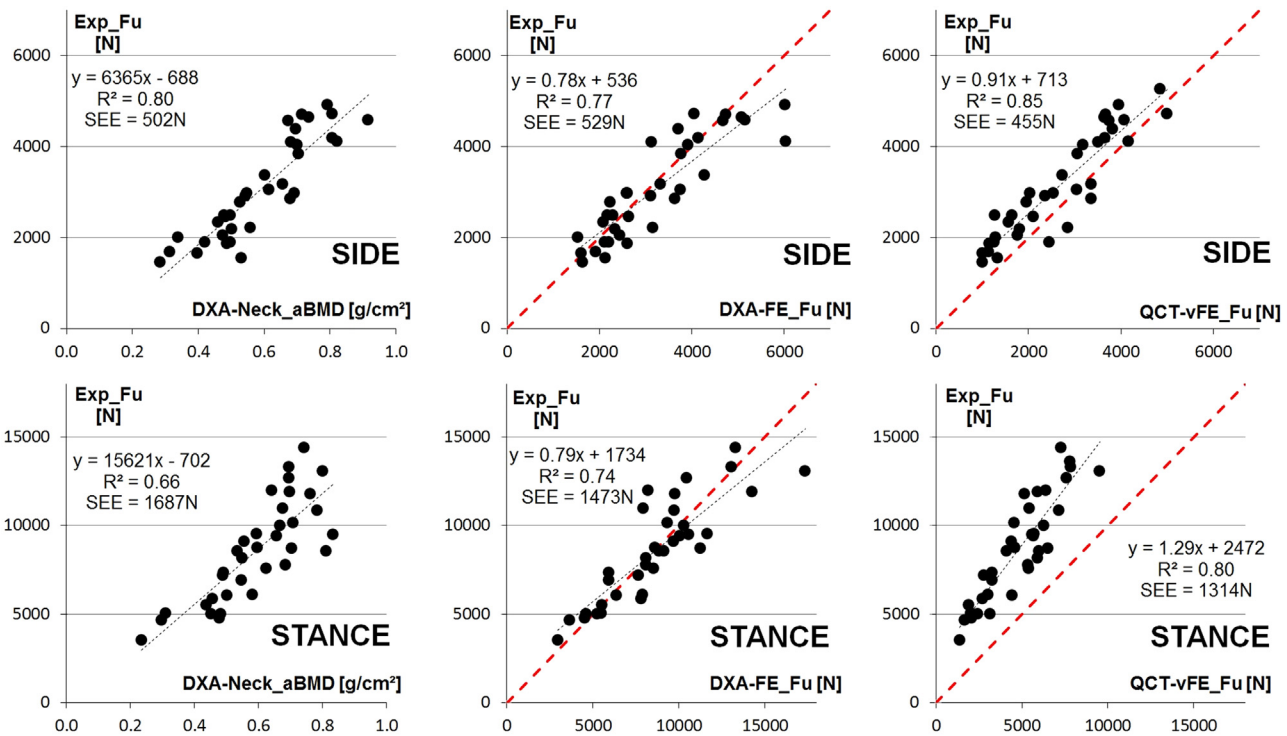 Exp_Fu
[N]
6000
y = 6365x - 688
R² = 0.80
SEE = 502N
4000
2000
SIDE
DXA-Neck_aBMD [g/cm²]
0
0.0 0.2 0.4 0.6 0.8 1.0
Exp_Fu
[N]
y = 0.78x + 536
R² = 0.77
SEE = 529N
SIDE
DXA-FE_Fu [N]
0 2000 4000 6000
Exp_Fu
[N]
6000
y = 0.91x + 713
R² = 0.85
SEE = 455N
4000
2000
SIDE
QCT-vFE_Fu [N]
0
0 2000 4000 6000
Exp_Fu
[N]
15000
y = 15621x - 702
R² = 0.66
SEE = 1687N
10000
5000
STANCE
DXA-Neck_aBMD [g/cm²]
0
0.0 0.2 0.4 0.6 0.8 1.0
Exp_Fu
[N]
15000
y = 0.79x + 1734
R² = 0.74
SEE = 1473N
10000
5000
STANCE
DXA-FE_Fu [N]
0
0 5000 10000 15000
Exp_Fu
[N]
15000
10000
y = 1.29x + 2472
R² = 0.80
SEE = 1314N
5000
STANCE
QCT-vFE_Fu [N]
0
0 5000 10000 15000